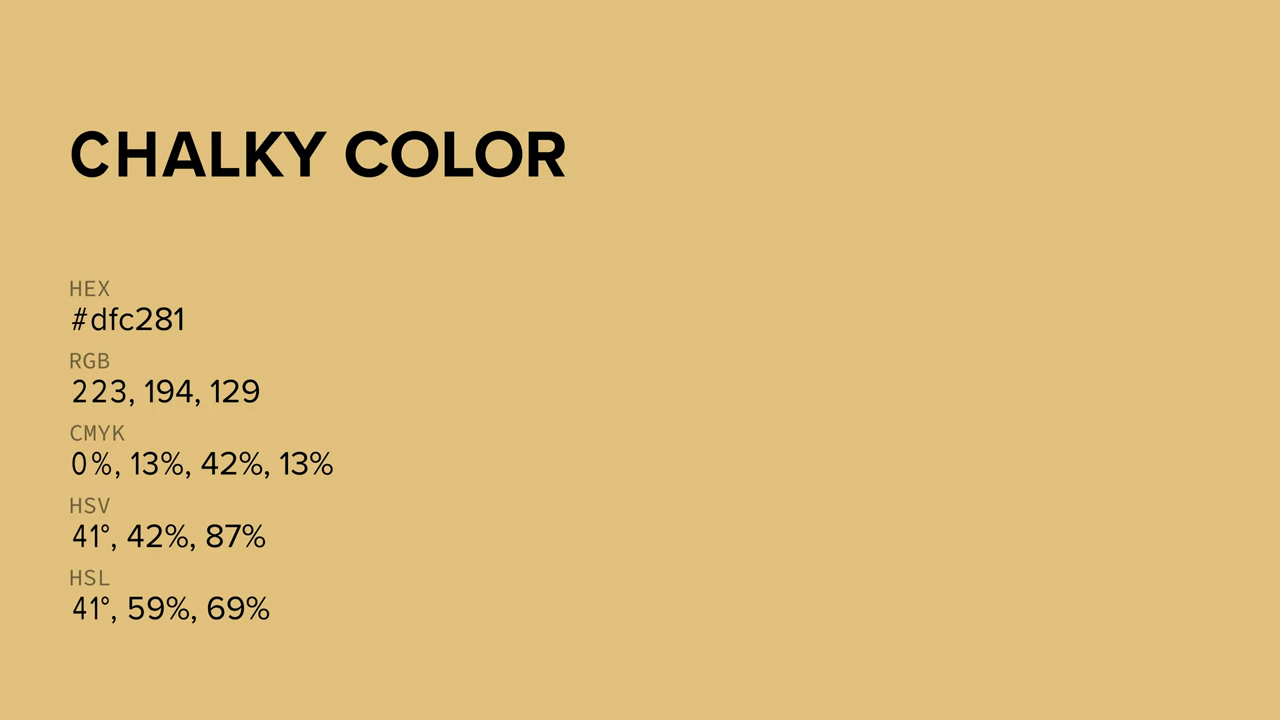 CHALKY COLOR
HEX
#dfc281
RGB
223, 194, 129
CMYK
0%, 13%, 42%, 13%
HSV
41°, 42%, 87%
HSL
41°, 59%, 69%